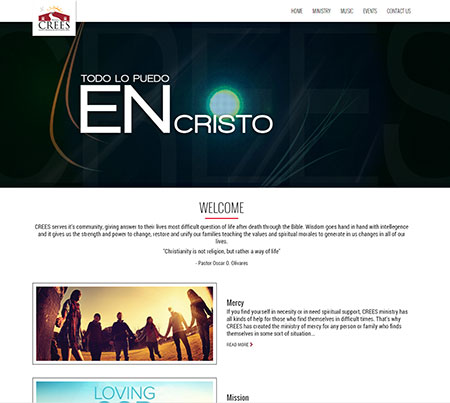 CREES
HOME MINISTRY MUSIC EVENTS CONTACT US
CREES
TODO LO PUEDO
EN CRISTO
WELCOME
CREES serves it's community, giving answer to their lives most difficult question of life after death through the Bible. Wisdom goes hand in hand with intellegence
and it gives us the strength and power to change, restore and unify our families teaching the values and spiritual morales to generate in us changes in all of our
lives.
"Christianity is not religion, but rather a way of life"
- Pastor Oscar O. Olivares
Mercy
If you find yourself in necesity or in need spiritual support, CREES ministry has
all kinds of help for those who find themselves in difficult times. That's why
CREES has created the ministry of mercy for any person or family who finds
themselves in some sort of situation...
READ MORE >
LOVING
Mission